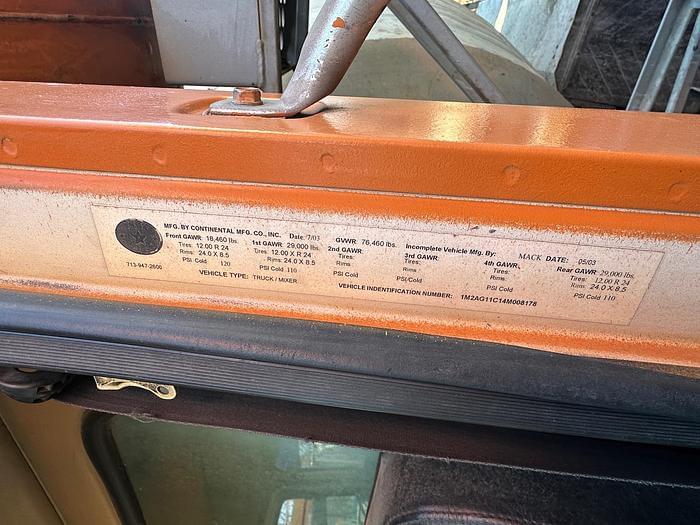 MFG. BY CONTINENTAL MFG. CO., INC. Date: 7/03 GVWR: 76,460 lbs. Incomplete Vehicle Mfg. By: MACK DATE: 05/03
Front GAWR: 18,460 lbs. 1st GAWR: 29,000 lbs. 2nd GAWR: 3rd GAWR: 4th GAWR: Rear GAWR: 29,000 lbs.
Tires: 12.00 R 24 Tires: 12.00 X R 24 Tires: Tires: Tires: Tires: 12.00 R 24
Rims: 24.0 X 8.5 Rims: 24.0 X 8.5 Rims: Rims: Rims: Rims: 24.0 X 8.5
PSI Cold 120 PSI Cold 110 PSI Cold PSI/Cold PSI Cold PSI/Cold 110
713-947-2600
VEHICLE TYPE: TRUCK / MIXER VEHICLE INDENTIFICATION NUMBER: 1M2AG11C14M008178